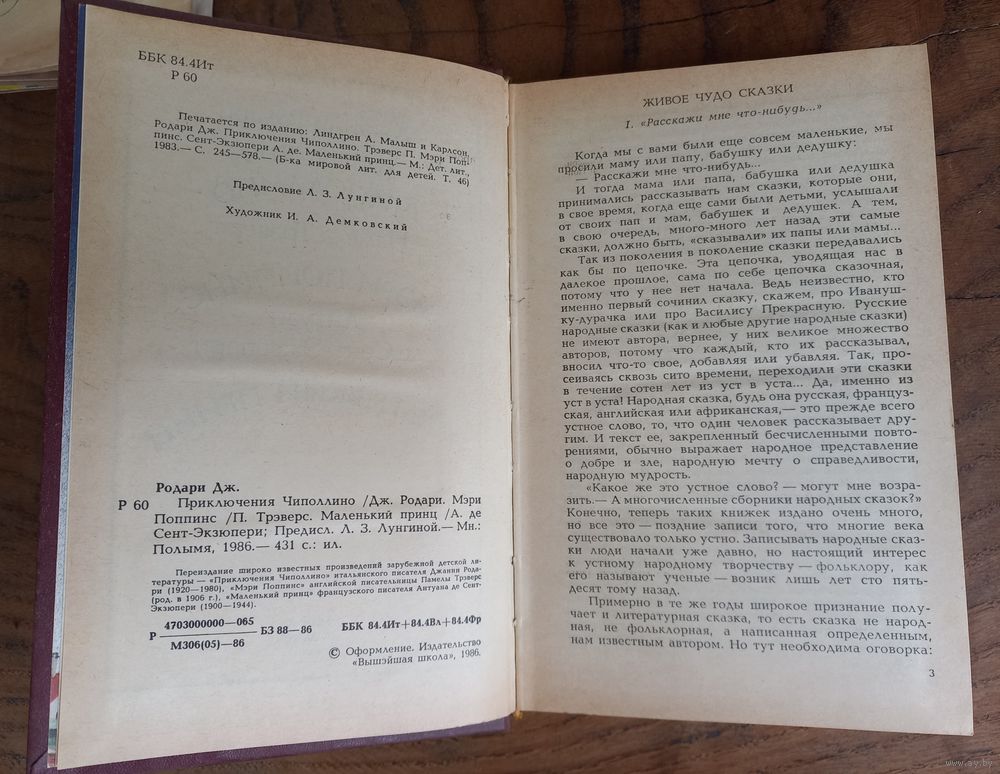 ББК 84.4Ит
Р 60
Печатается по изданию: Линдгрен А. Малыш и Карлсон,
Родари Дж. Приключения Чиполлино. Трэверс П. Мэри Поп-
пинс. Сент-Экзюпери А. де. Маленький принц.— М.: Дет. лит.,
1983.— С. 245—578.— (Б-ка мировой лит. для детей. Т. 46)
Предисловие Л. З. Лунгиной
Художник И. А. Демковский
Родари Дж.
Р 60 Приключения Чиполлино /Дж. Родари. Мэри
Поппинс /П. Трэверс. Маленький принц /А. де
Сент-Экзюпери; Предисл. Л. З. Лунгиной.— Мн.:
Полымя, 1986.— 431 с.: ил.
Переиздание широко известных произведений зарубежной детской ли-
тературы — «Приключения Чиполлино» итальянского писателя Джанни Рода-
ри (1920—1980), «Мэри Поппинс» английской писательницы Памелы Трэверс
(род. в 1906 г.), «Маленький принц» французского писателя Антуана де Сент-
Экзюпери (1900—1944).
Р 4703000000—065
М306(05)—86 БЗ 88—86 ББК 84.4Ит+84.4Вл+84.4Фр
© Оформление. Издательство
«Вышэйшая школа», 1986.
ЖИВОЕ ЧУДО СКАЗКИ
I. «Расскажи мне что-нибудь...»
Когда мы с вами были еще совсем маленькие, мы
просили маму или папу, бабушку или дедушку:
— Расскажи мне что-нибудь...
И тогда мама или папа, бабушка или дедушка
принимались рассказывать нам сказки, которые они,
в свое время, когда еще сами были детьми, услышали
от своих пап и мам, бабушек и дедушек. А тем,
в свою очередь, много-много лет назад эти самые
сказки, должно быть, «сказывали» их папы или мамы...
Так из поколения в поколение сказки передавались
как бы по цепочке. Эта цепочка, уводящая нас в
далекое прошлое, сама по себе цепочка сказочная,
потому что у нее нет начала. Ведь неизвестно, кто
именно первый сочинил сказку, скажем, про Ивануш-
ку-дурачка или про Василису Прекрасную. Русские
народные сказки (как и любые другие народные сказки)
не имеют автора, вернее, у них великое множество
авторов, потому что каждый, кто их рассказывал,
вносил что-то свое, добавляя или убавляя. Так, про-
сеиваясь сквозь сито времени, переходили эти сказки
в течение сотен лет из уст в уста... Да, именно из
уст в уста! Народная сказка, будь она русская, француз-
ская, английская или африканская,— это прежде всего
устное слово, то, что один человек рассказывает дру-
гим. И текст ее, закрепленный бесчисленными повто-
рениями, обычно выражает народное представление
о добре и зле, народную мечту о справедливости,
народную мудрость.
«Какое же это устное слово? — могут мне возра-
зить.— А многочисленные сборники народных сказок?»
Конечно, теперь таких книжек издано очень много,
но все это — поздние записи того, что многие века
существовало только устно. Записывать народные сказ-
ки люди начали уже давно, но настоящий интерес
к устному народному творчеству — фольклору, как
его называют ученые — возник лишь лет сто пять-
десят тому назад.
Примерно в те же годы широкое признание полу-
чает и литературная сказка, то есть сказка не народ-
ная, не фольклорная, а написанная определенным,
нам известным автором. Но тут необходима оговорка:
3
www.ay.by